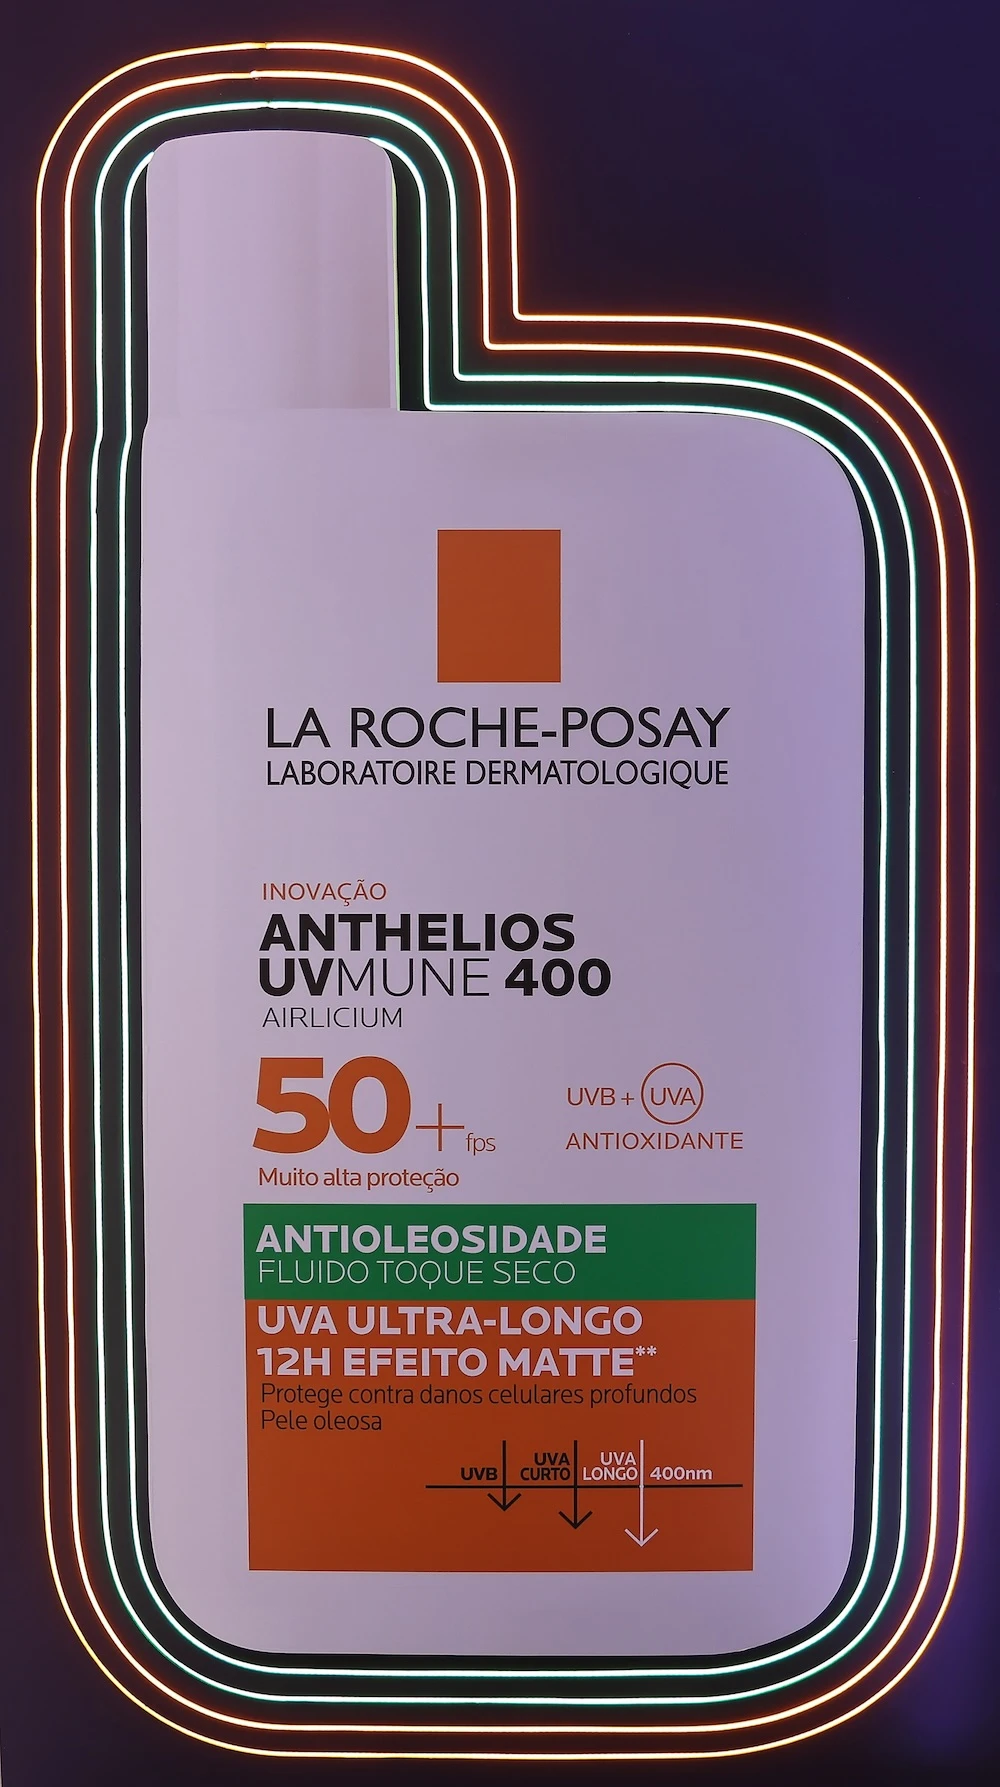 LA ROCHE-POSAY
LABORATOIRE DERMATOLOGIQUE
INOVAÇÃO
ANTHELIOS
UVMUNE 400
AIRLICIUM
50+ fps
Muito alta proteção
UVB + UVA
ANTIOXIDANTE
ANTIOLEOSIDADE
FLUIDO TOQUE SECO
UVA ULTRA-LONGO
12H EFEITO MATTE**
Protege contra danos celulares profundos
Pele oleosa
UVB
UVA
CURTO
UVA
LONGO
400nm